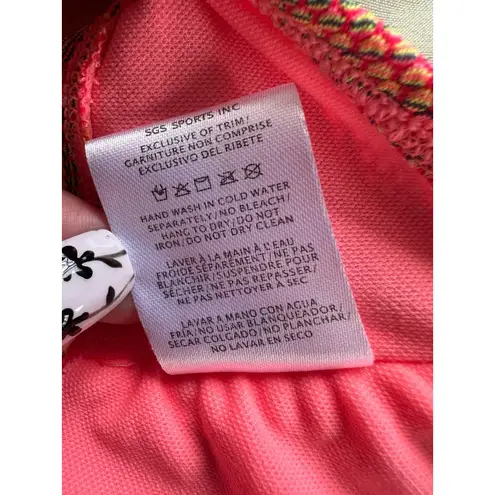 SGS SPORTS INC
EXCLUSIVE OF TRIM/
GARNITURE NON COMPRISE
EXCLUSIVO DEL RIBETE
HAND WASH IN COLD WATER
SEPARATELY/NO BLEACH/
HANG TO DRY/DO NOT
IRON/DO NOT DRY CLEAN
LAVER À LA MAIN À L'EAU
FROIDE SÉPARÉMENT/NE PAS
BLANCHIR/SUSPENDRE POUR
SÉCHER/NE PAS REPASSER/
NE PAS NETTOYER À SEC
LAVAR A MANO CON AGUA
FRÍA/NO USAR BLANQUEADOR/
SECAR COLGADO/NO PLANCHAR/
NO LAVAR EN SECO